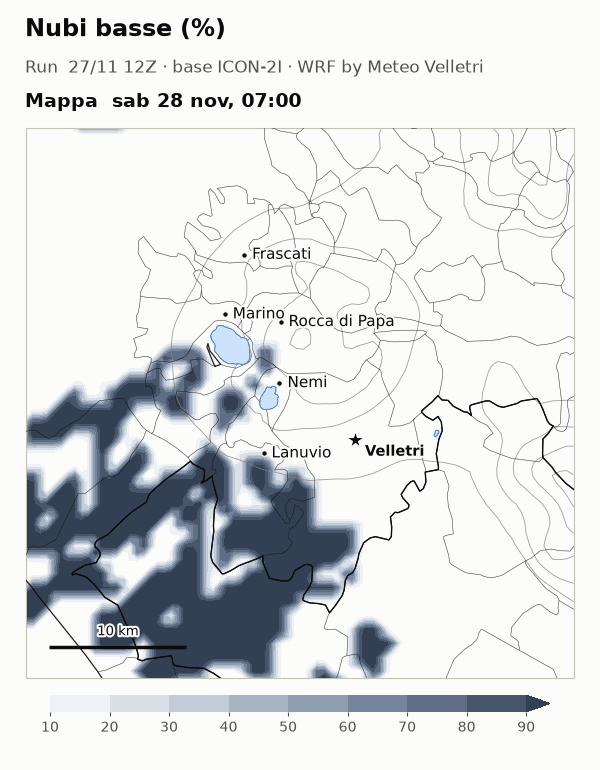 Nubi basse (%)
Run 27/11 12Z · base ICON-2I · WRF by Meteo Velletri
Mappa sab 28 nov, 07:00
Frascati
Marino
Rocca di Papa
Nemi
Velletri
Lanuvio
10 km
10 20 30 40 50 60 70 80 90